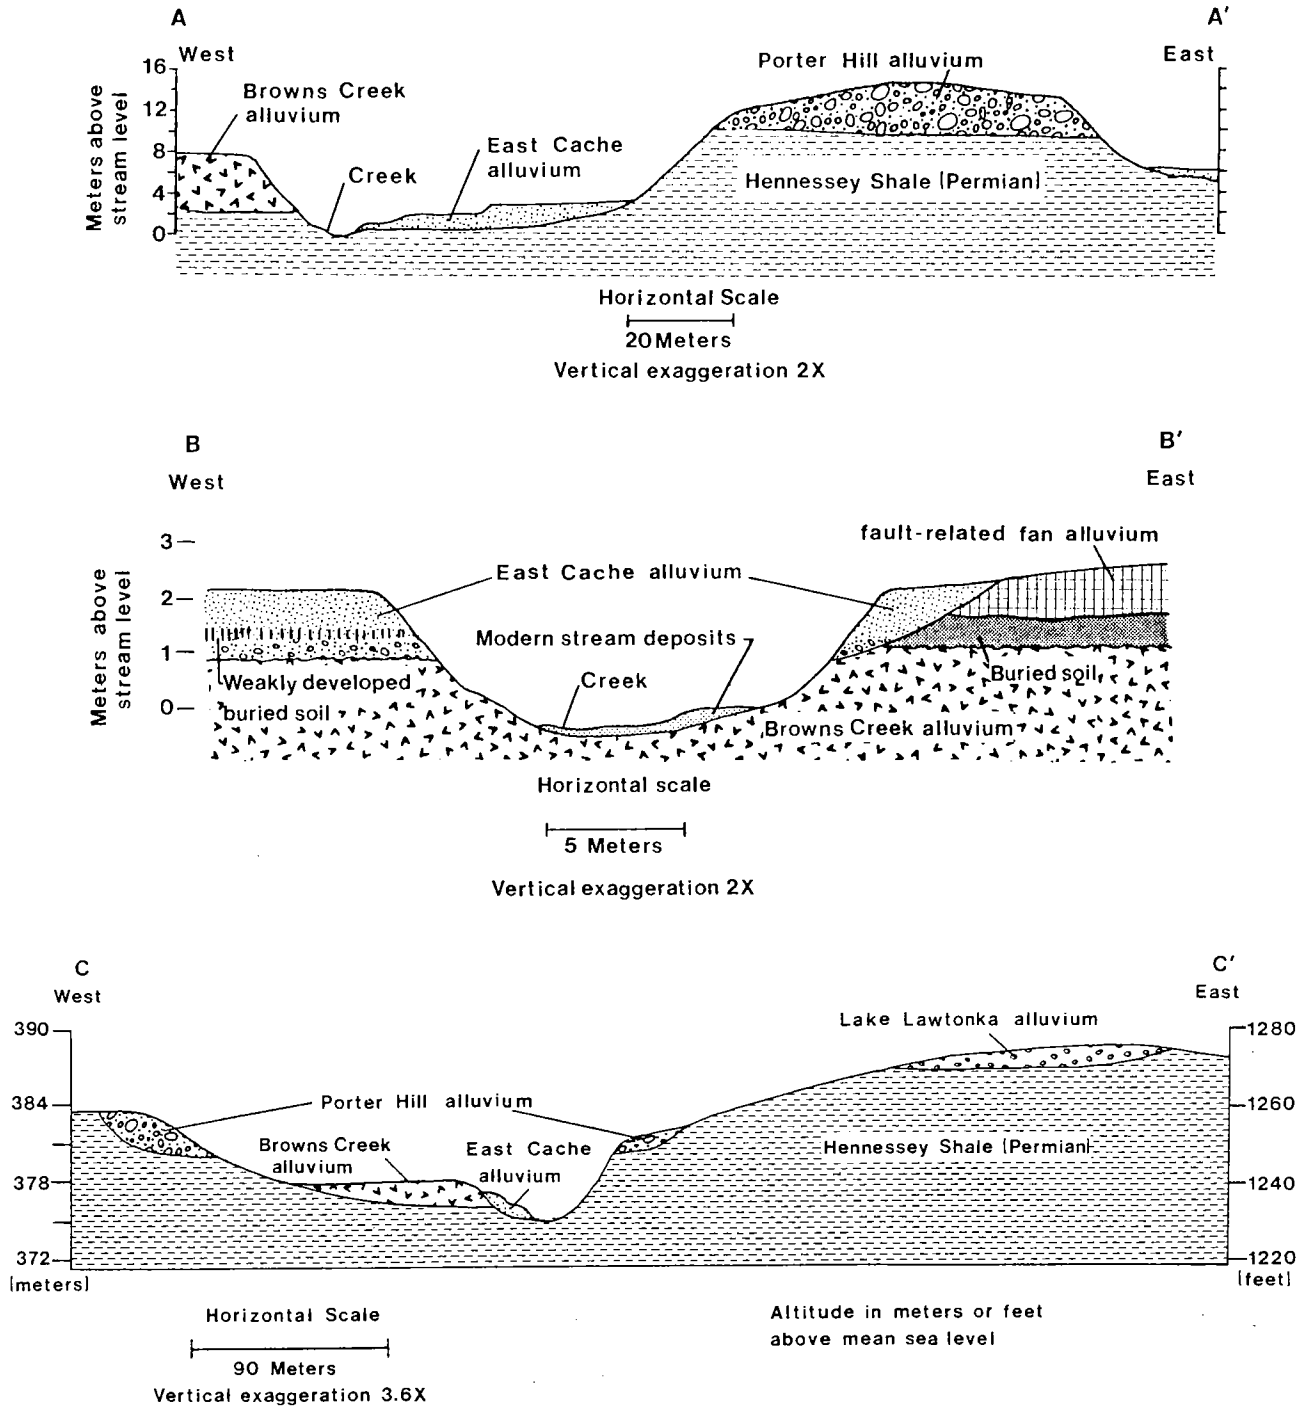 A
A'
West
East
16
12
8
4
0
Meters above
stream level
Browns Creek
alluvium
Creek
East Cache
alluvium
Porter Hill alluvium
Hennessey Shale (Permian)
Horizontal Scale
20 Meters
Vertical exaggeration 2X
B
B'
West
East
3
2
1
0
Meters above
stream level
fault-related fan alluvium
East Cache alluvium
Modern stream deposits
Creek
Weakly developed
buried soil
Buried soil
Browns Creek alluvium
Horizontal scale
5 Meters
Vertical exaggeration 2X
C
C'
West
East
390
384
378
372
(meters)
1280
1260
1240
1220
(feet)
Lake Lawtonka alluvium
Porter Hill alluvium
Browns Creek
alluvium
East Cache
alluvium
Hennessey Shale (Permian)
Horizontal Scale
90 Meters
Vertical exaggeration 3.6X
Altitude in meters or feet
above mean sea level